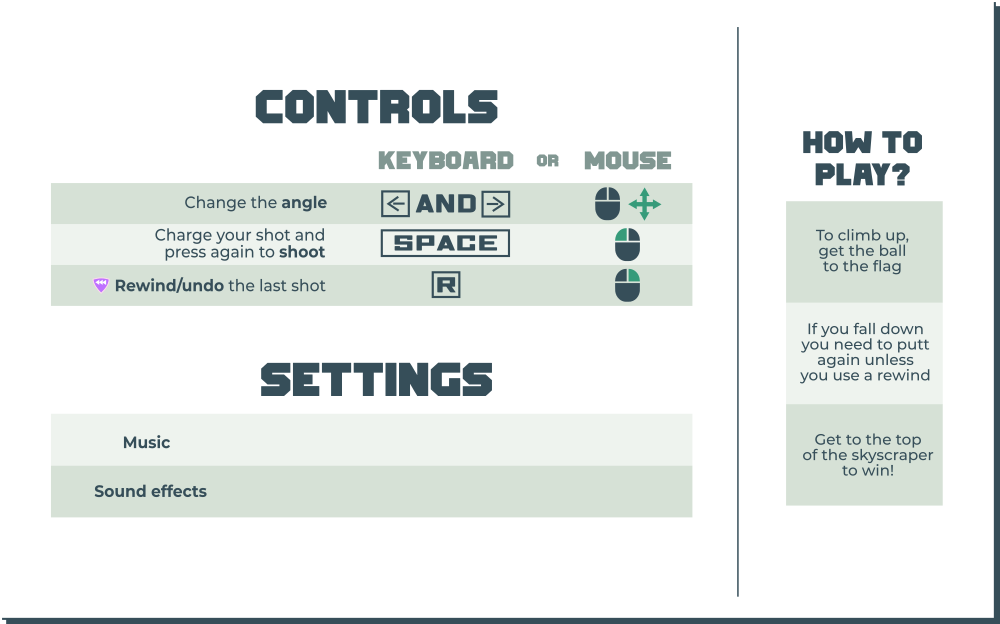 CONTROLS
KEYBOARD OR MOUSE
Change the angle
AND
Charge your shot and
press again to shoot
SPACE
Rewind/undo the last shot
R
SETTINGS
Music
Sound effects
HOW TO
PLAY?
To climb up,
get the ball
to the flag
If you fall down
you need to putt
again unless
you use a rewind
Get to the top
of the skyscraper
to win!